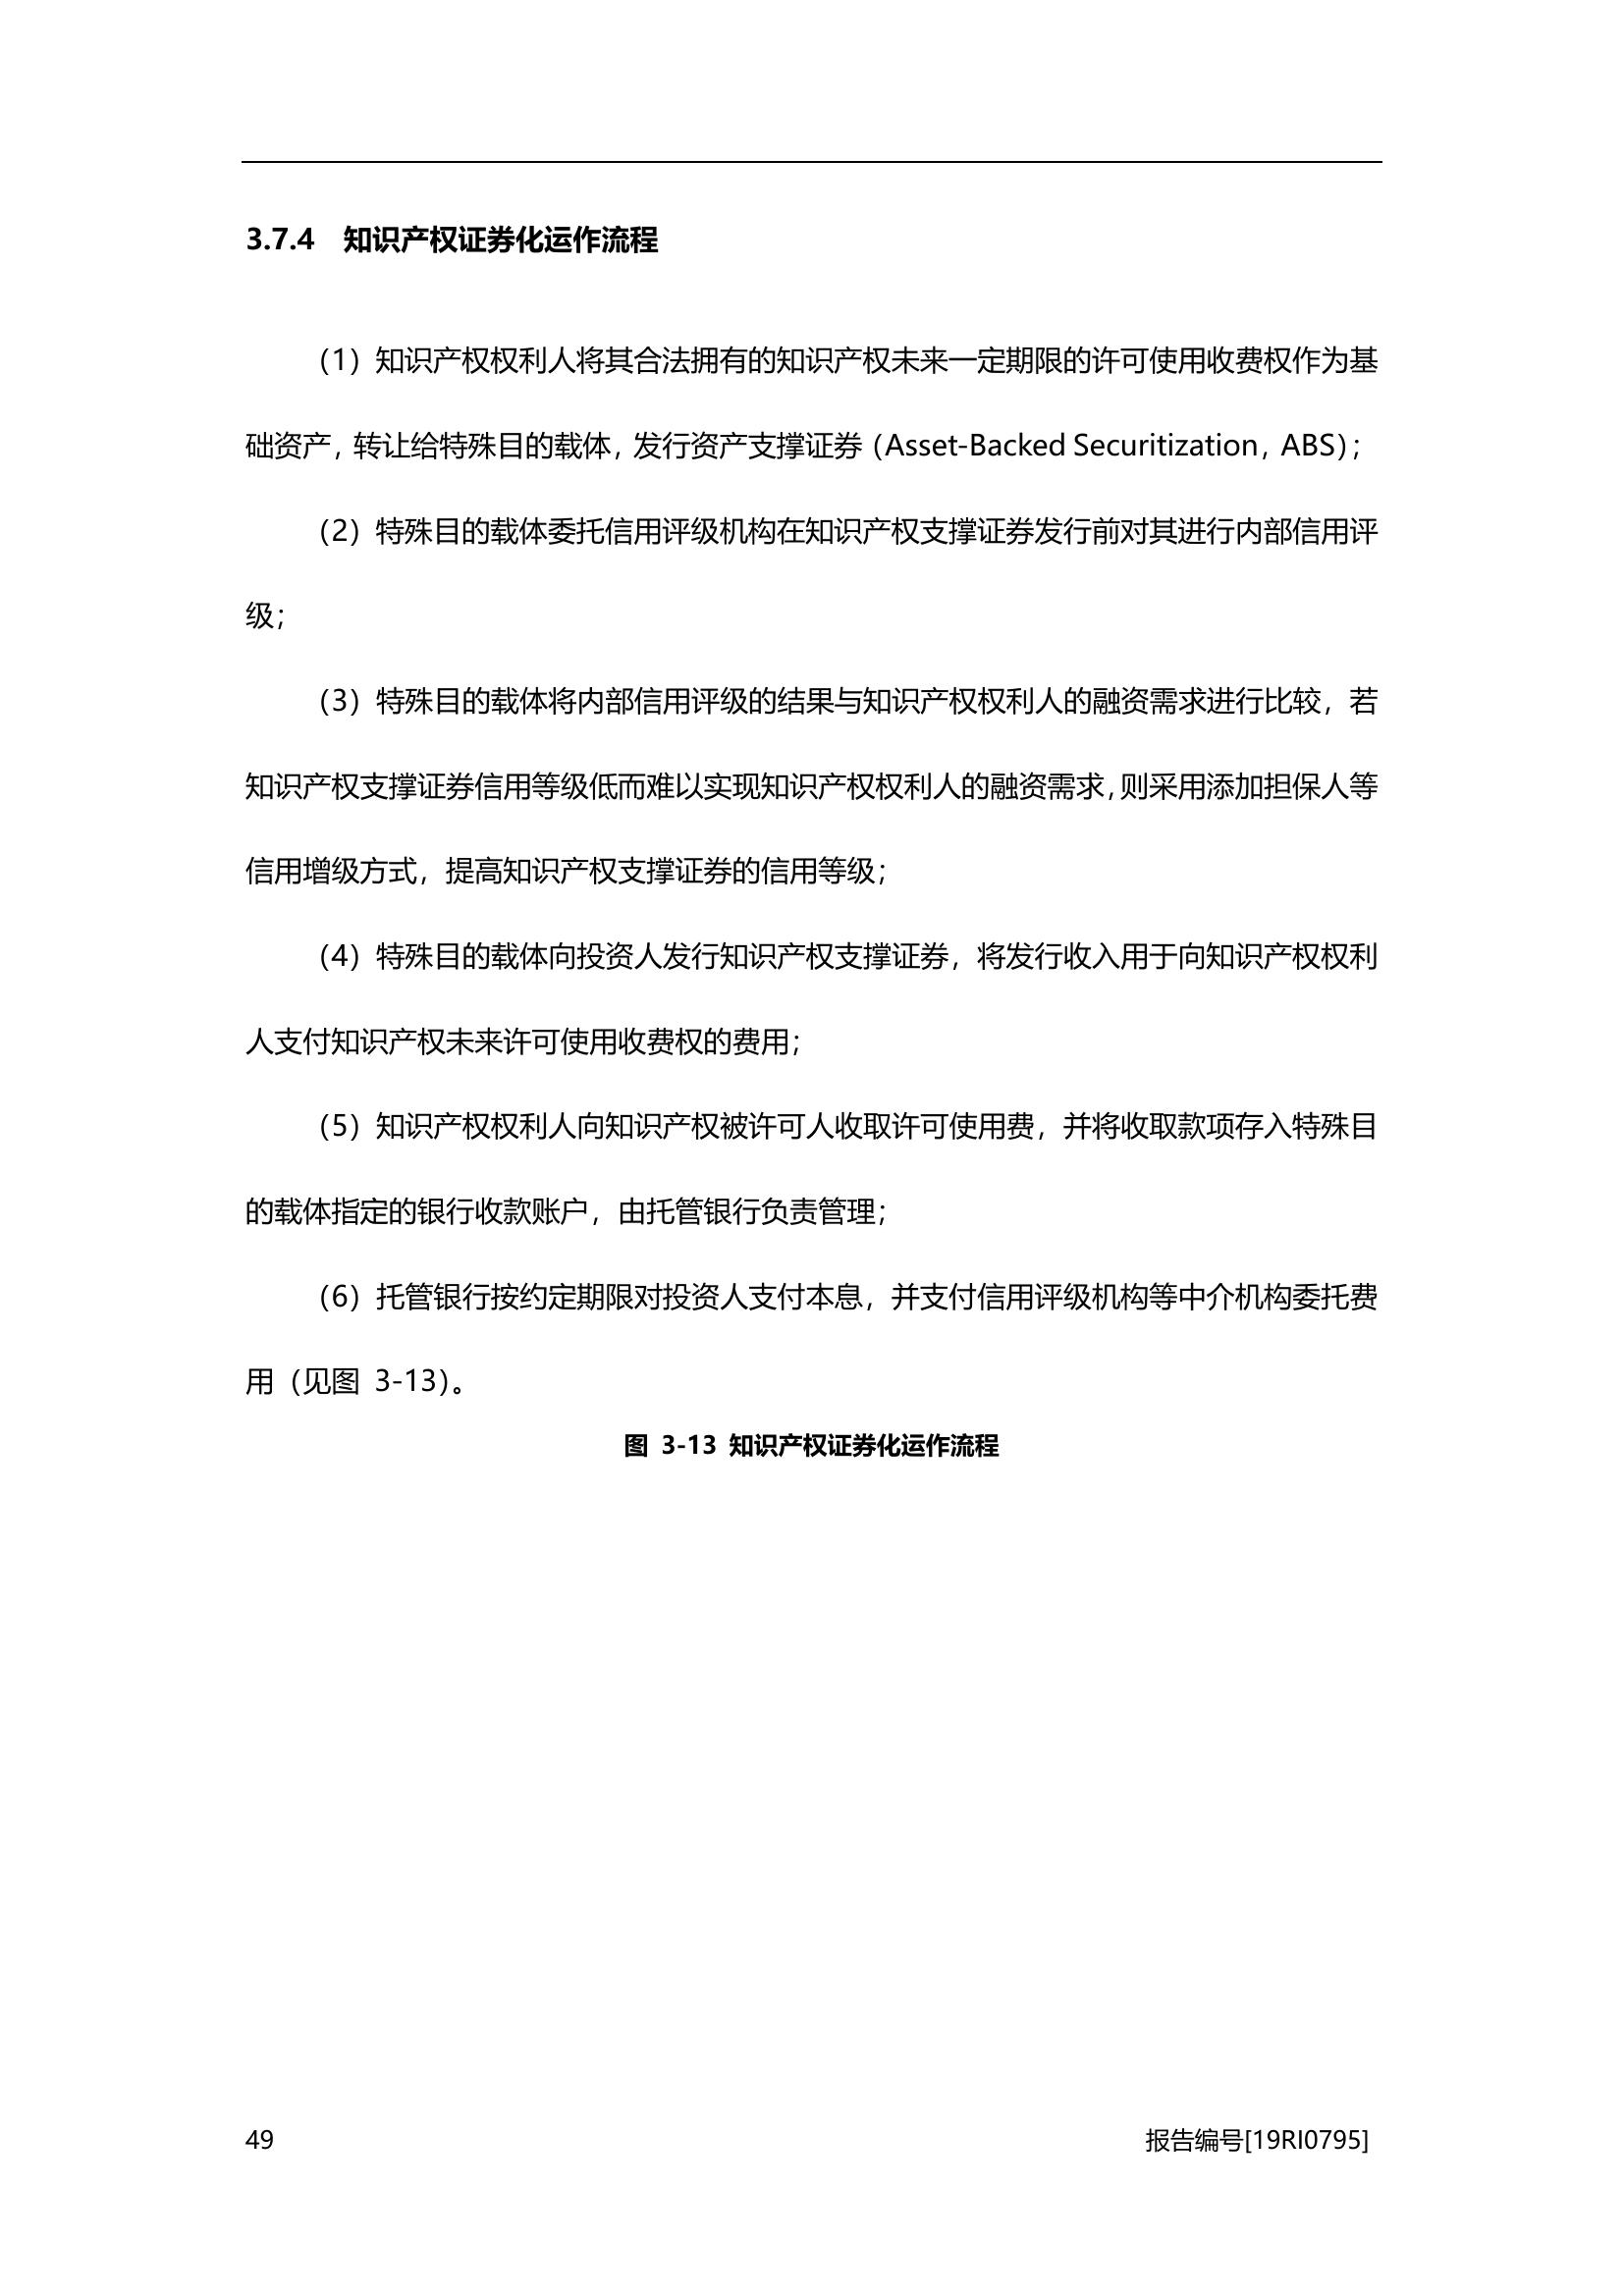 3.7.4 知识产权证券化运作流程
（1）知识产权权利人将其合法拥有的知识产权未来一定期限的许可使用收费权作为基
础资产，转让给特殊目的载体，发行资产支撑证券（Asset-Backed Securitization，ABS）；
（2）特殊目的载体委托信用评级机构在知识产权支撑证券发行前对其进行内部信用评
级；
（3）特殊目的载体将内部信用评级的结果与知识产权权利人的融资需求进行比较，若
知识产权支撑证券信用等级低而难以实现知识产权权利人的融资需求，则采用添加担保人等
信用增级方式，提高知识产权支撑证券的信用等级；
（4）特殊目的载体向投资人发行知识产权支撑证券，将发行收入用于向知识产权权利
人支付知识产权未来许可使用收费权的费用；
（5）知识产权权利人向知识产权被许可人收取许可使用费，并将收取款项存入特殊目
的载体指定的银行收款账户，由托管银行负责管理；
（6）托管银行按约定期限对投资人支付本息，并支付信用评级机构等中介机构委托费
用（见图 3-13）。
图 3-13 知识产权证券化运作流程
49 报告编号[19RI0795]